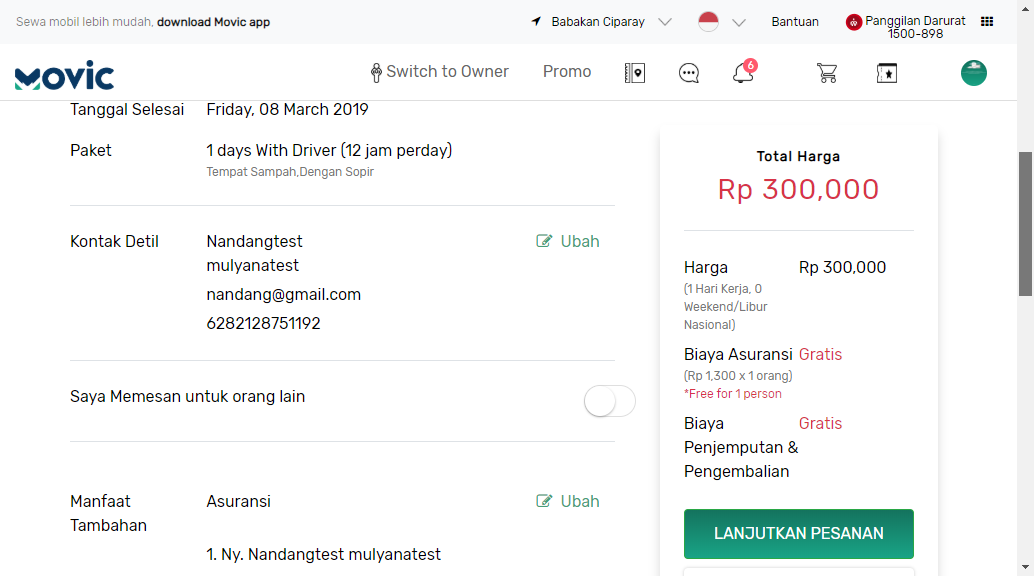 Sewa mobil lebih mudah, download Movic app
Babakan Ciparay
Bantuan
Panggilan Darurat
1500-898
MOVIC
Switch to Owner
Promo
6
Tanggal Selesai Friday, 08 March 2019
Paket 1 days With Driver (12 jam perday)
Tempat Sampah,Dengan Sopir
Kontak Detil Nandangtest Ubah
mulyanatest
nandang@gmail.com
6282128751192
Saya Memesan untuk orang lain
Manfaat Asuransi Ubah
Tambahan
1. Ny. Nandangtest mulyanatest
Total Harga
Rp 300,000
Harga Rp 300,000
(1 Hari Kerja, 0
Weekend/Libur
Nasional)
Biaya Asuransi Gratis
(Rp 1,300 x 1 orang)
*Free for 1 person
Biaya Gratis
Penjemputan &
Pengembalian
LANJUTKAN PESANAN